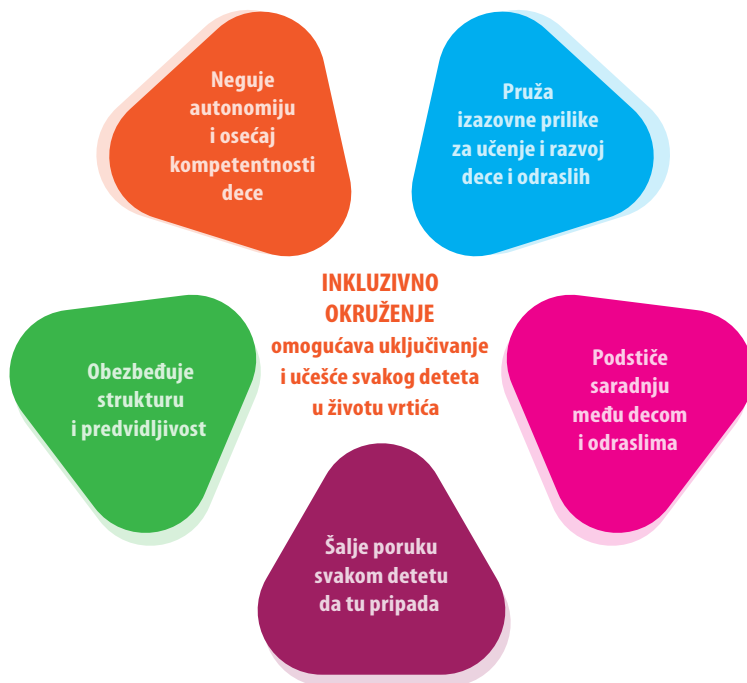 Neguje
autonomiju
i osećaj
kompetentnosti
dece
Pruža
izazovne prilike
za učenje i razvoj
dece i odraslih
INKLUZIVNO
OKRUŽENJE
omogućava uključivanje
i učešće svakog deteta
u životu vrtića
Obezbeđuje
strukturu
i predvidljivost
Podstiče
saradnju
među decom
i odraslima
Šalje poruku
svakom detetu
da tu pripada